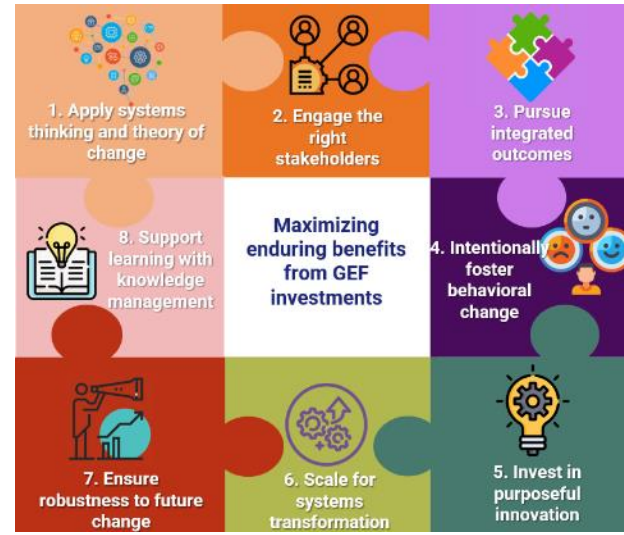 1. Apply systems
thinking and theory of
change
2. Engage the
right
stakeholders
3. Pursue
integrated
outcomes
8. Support
learning with
knowledge
management
Maximizing
enduring benefits
from GEF
investments
4. Intentionally
foster
behavioral
change
7. Ensure
robustness to future
change
6. Scale for
systems
transformation
5. Invest in
purposeful
innovation